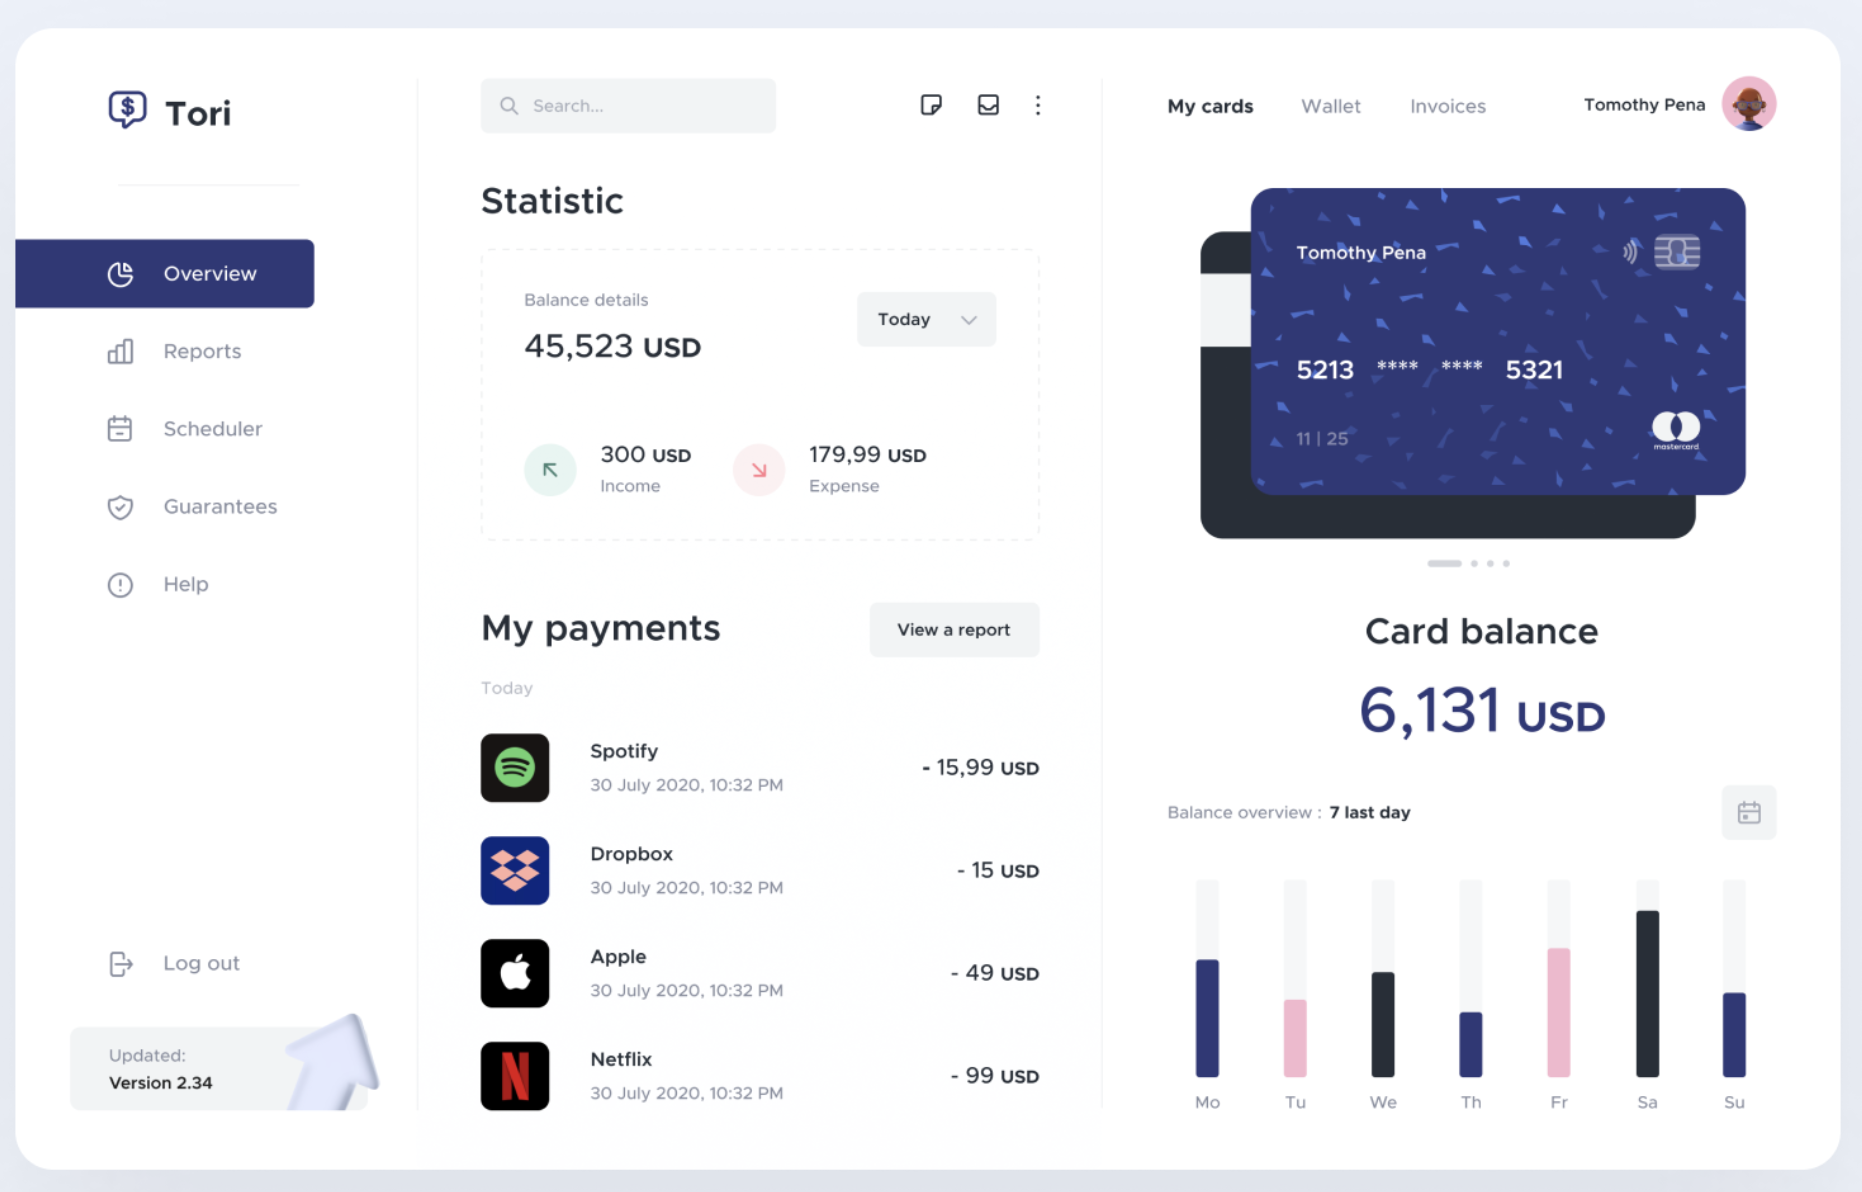 Tori
Overview
Reports
Scheduler
Guarantees
Help
Log out
Updated:
Version 2.34
Search...
Statistic
Balance details
45,523 USD
Today
300 USD
Income
179,99 USD
Expense
My payments
View a report
Today
Spotify
30 July 2020, 10:32 PM
- 15,99 USD
Dropbox
30 July 2020, 10:32 PM
- 15 USD
Apple
30 July 2020, 10:32 PM
- 49 USD
Netflix
30 July 2020, 10:32 PM
- 99 USD
My cards Wallet Invoices
Tomothy Pena
Tomothy Pena
5213 **** **** 5321
11 | 25
mastercard
Card balance
6,131 USD
Balance overview : 7 last day
Mo Tu We Th Fr Sa Su